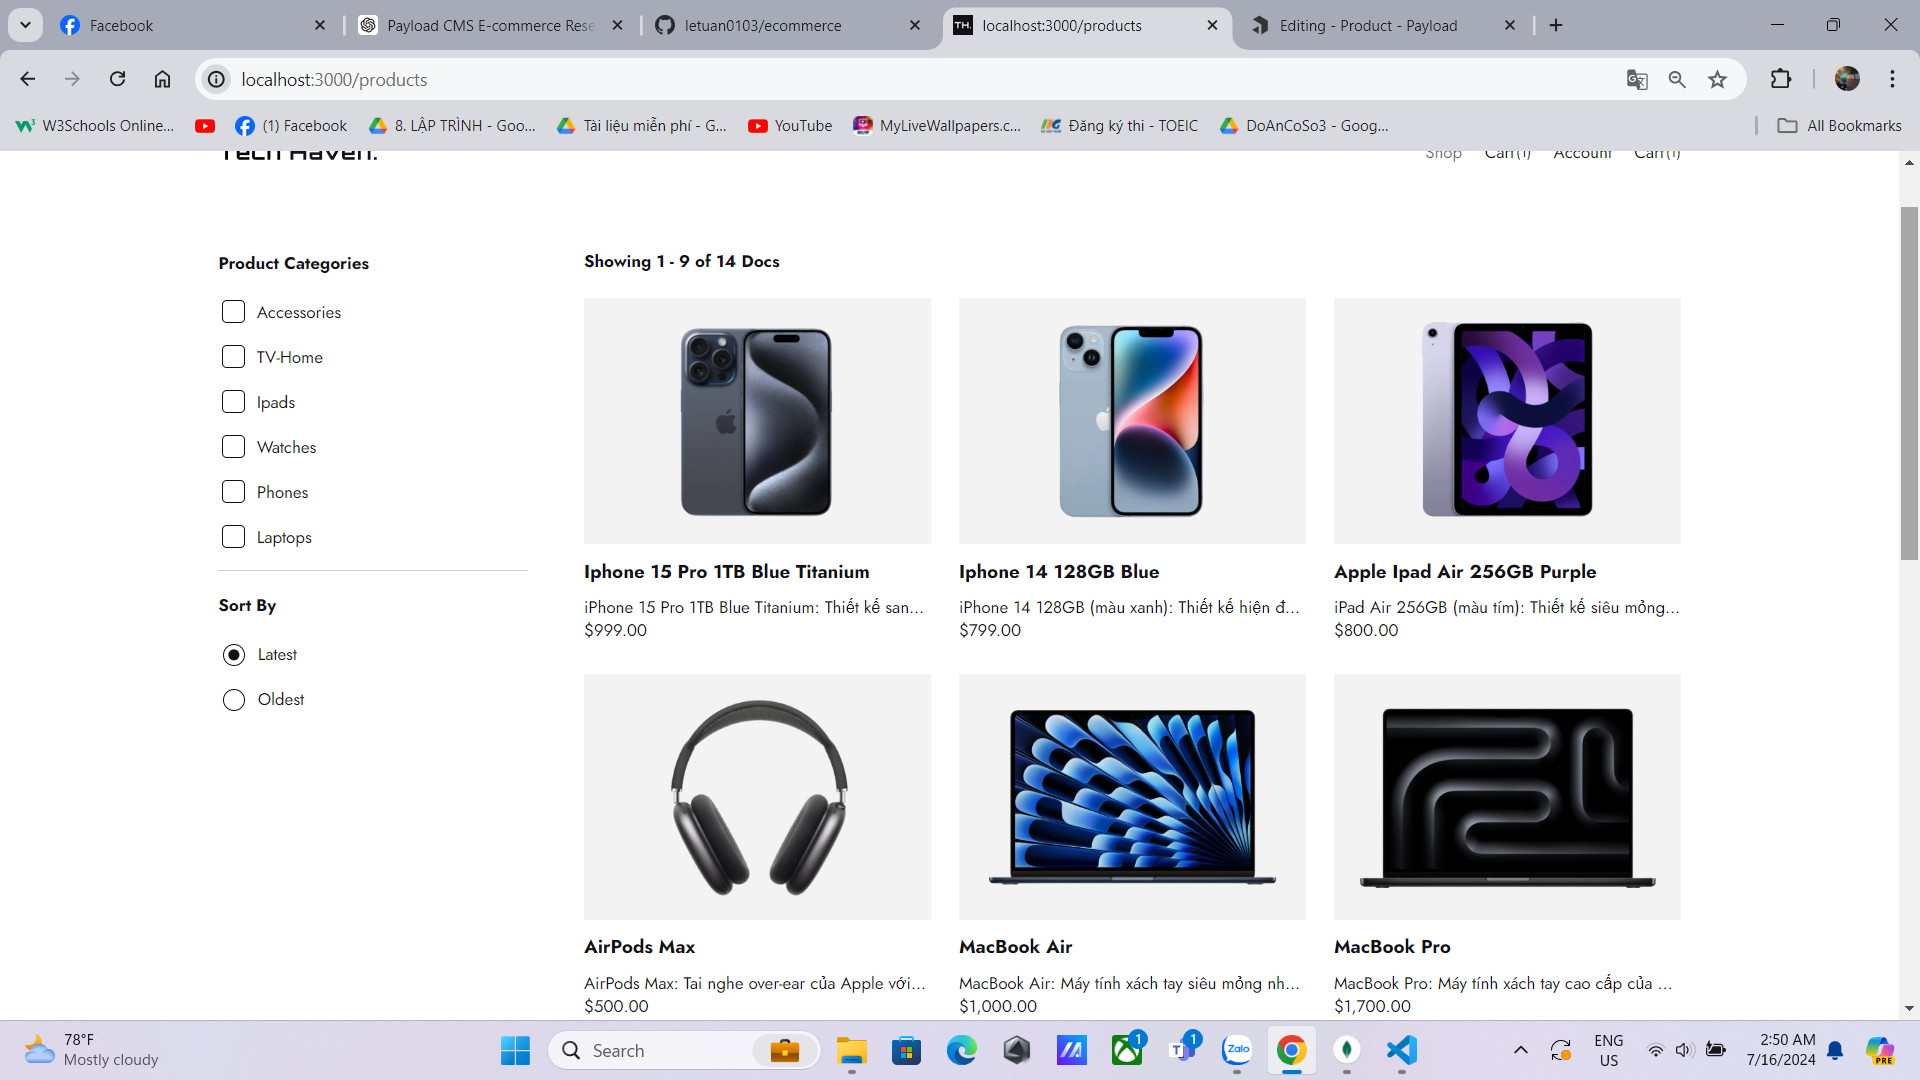 Facebook
Payload CMS E-commerce Rese
letuan0103/ecommerce
TH.
localhost:3000/products
Editing - Product - Payload
localhost:3000/products
W3Schools Online...
(1) Facebook
8. LẬP TRÌNH - Goo...
Tài liệu miễn phí - G...
YouTube
MyLiveWallpapers.c...
Đăng ký thi - TOEIC
DoAnCoSo3 - Goog...
All Bookmarks
Tech Haven.
Shop
Cart(1)
Account
Cart(1)
Product Categories
Accessories
TV-Home
Ipads
Watches
Phones
Laptops
Sort By
Latest
Oldest
Showing 1 - 9 of 14 Docs
Iphone 15 Pro 1TB Blue Titanium
iPhone 15 Pro 1TB Blue Titanium: Thiết kế san...
$999.00
Iphone 14 128GB Blue
iPhone 14 128GB (màu xanh): Thiết kế hiện đ...
$799.00
Apple Ipad Air 256GB Purple
iPad Air 256GB (màu tím): Thiết kế siêu mỏng...
$800.00
AirPods Max
AirPods Max: Tai nghe over-ear của Apple với...
$500.00
MacBook Air
MacBook Air: Máy tính xách tay siêu mỏng nh...
$1,000.00
MacBook Pro
MacBook Pro: Máy tính xách tay cao cấp của ...
$1,700.00
78°F
Mostly cloudy
Search
1
1
Zalo
ENG
US
2:50 AM
7/16/2024
PRE